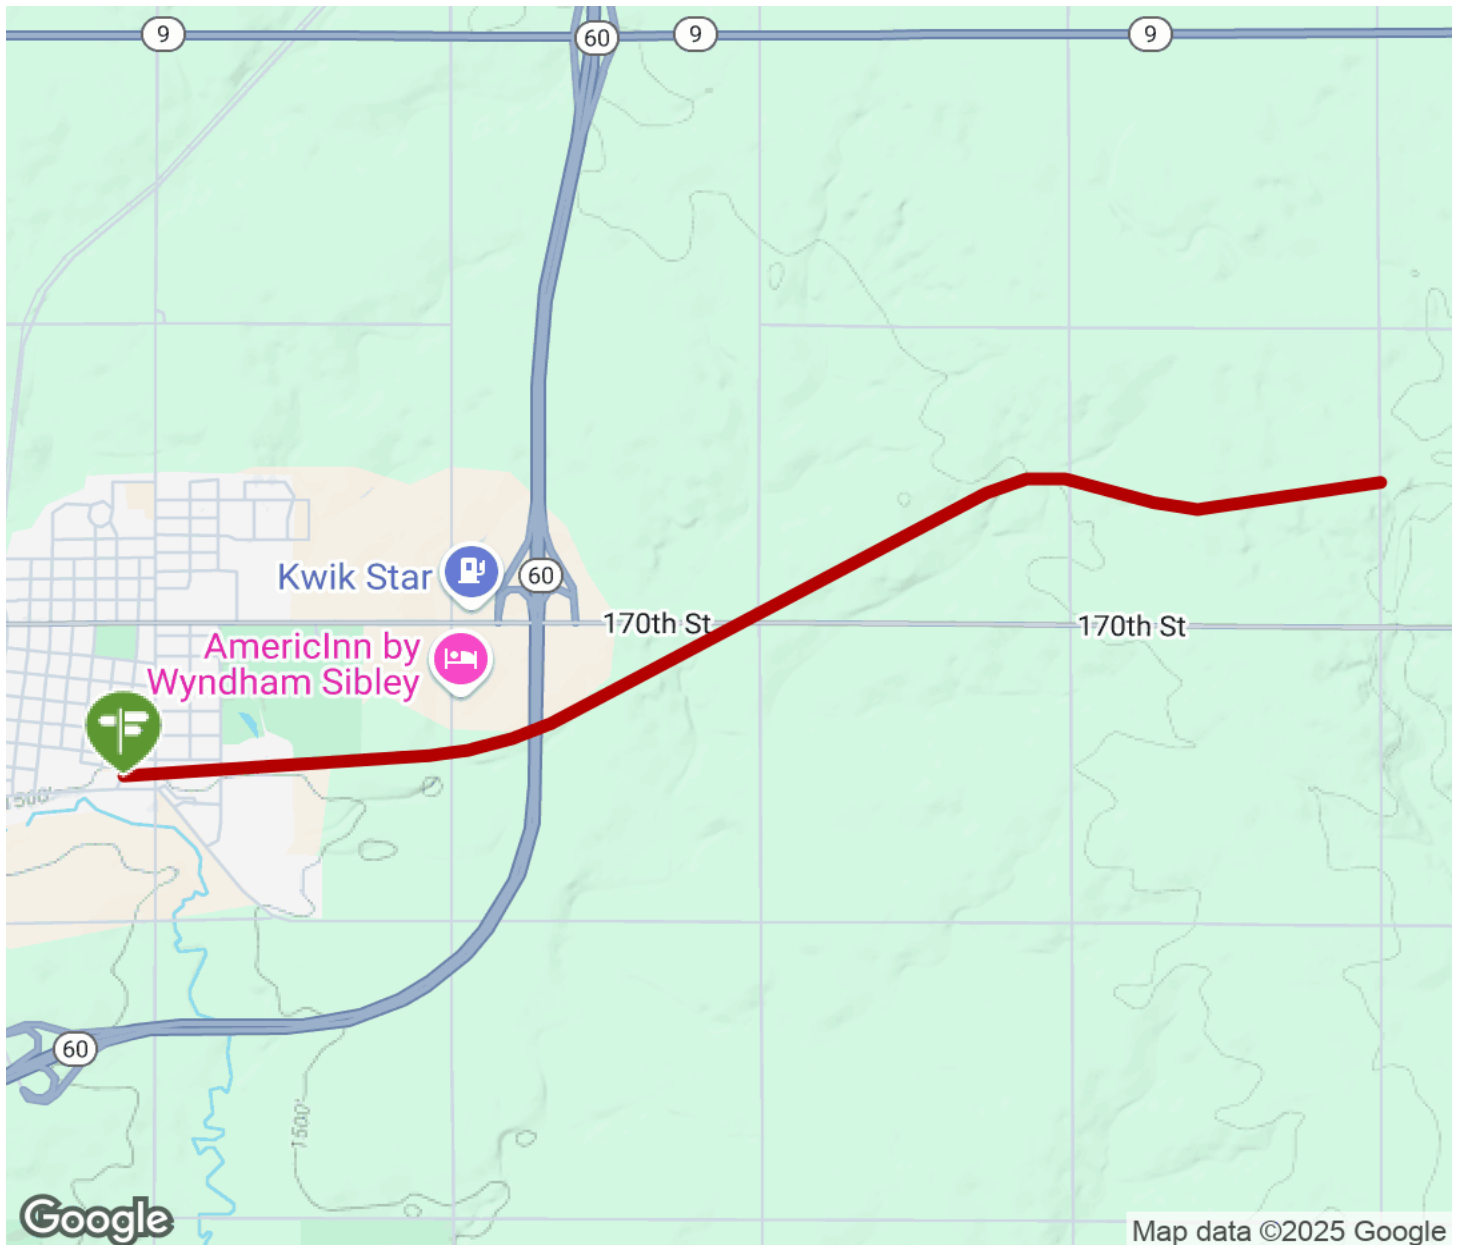 9
60
9
9
Kwik Star
60
170th St
170th St
AmericInn by
Wyndham Sibley
1500'
60
1500'
Google
Map data ©2025 Google